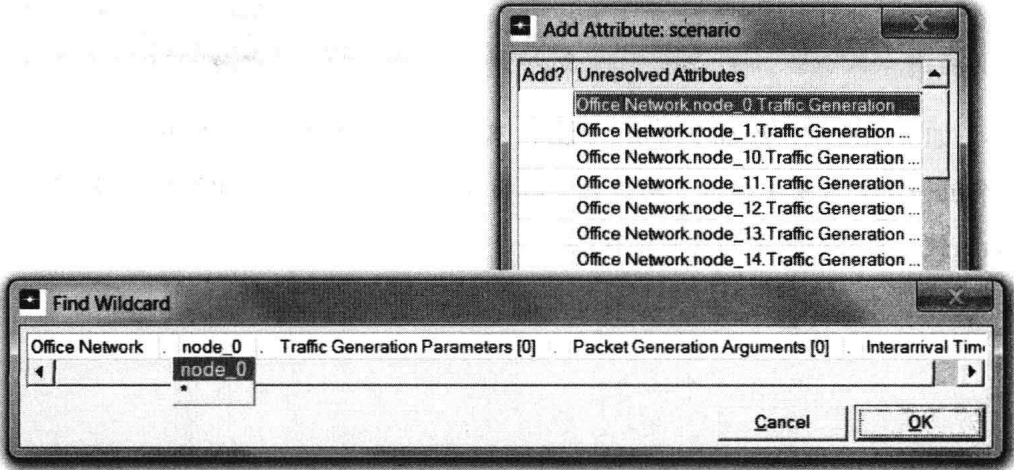 Add Attribute: scenario
Add? Unresolved Attributes
Office Network.node_0.Traffic Generation ...
Office Network.node_1.Traffic Generation ...
Office Network.node_10.Traffic Generation ...
Office Network.node_11.Traffic Generation ...
Office Network.node_12.Traffic Generation ...
Office Network.node_13.Traffic Generation ...
Office Network.node_14.Traffic Generation ...
Find Wildcard
Office Network . node_0 . Traffic Generation Parameters [0] . Packet Generation Arguments [0] . Interarrival Time
node_0
*
Cancel OK